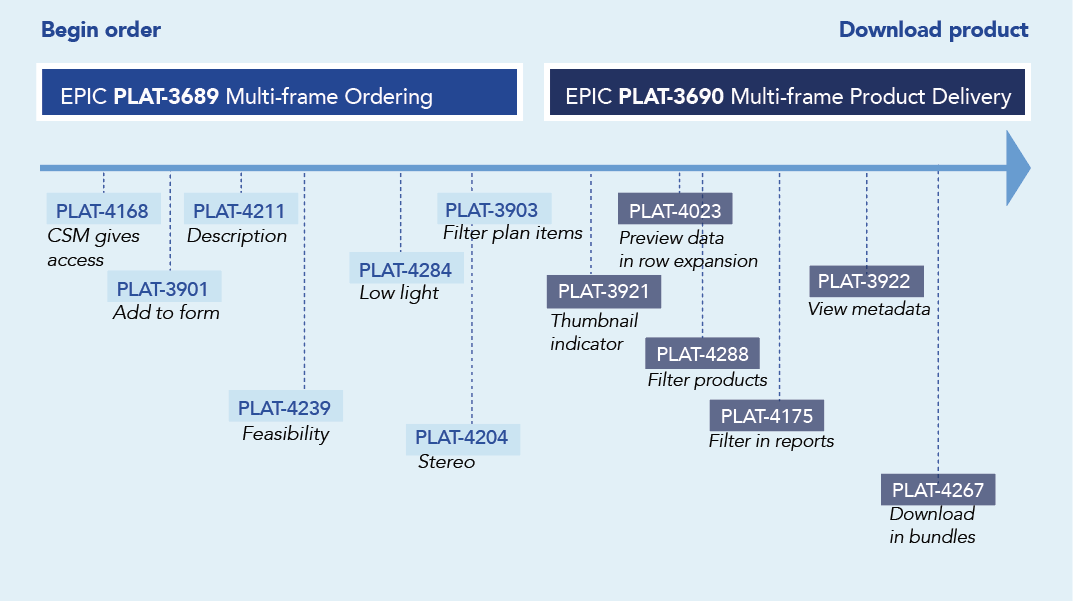 Begin order
Download product
EPIC PLAT-3689 Multi-frame Ordering
EPIC PLAT-3690 Multi-frame Product Delivery
PLAT-4168
CSM gives
access
PLAT-3901
Add to form
PLAT-4211
Description
PLAT-4239
Feasibility
PLAT-4284
Low light
PLAT-3903
Filter plan items
PLAT-4204
Stereo
PLAT-3921
Thumbnail
indicator
PLAT-4023
Preview data
in row expansion
PLAT-4288
Filter products
PLAT-4175
Filter in reports
PLAT-3922
View metadata
PLAT-4267
Download
in bundles